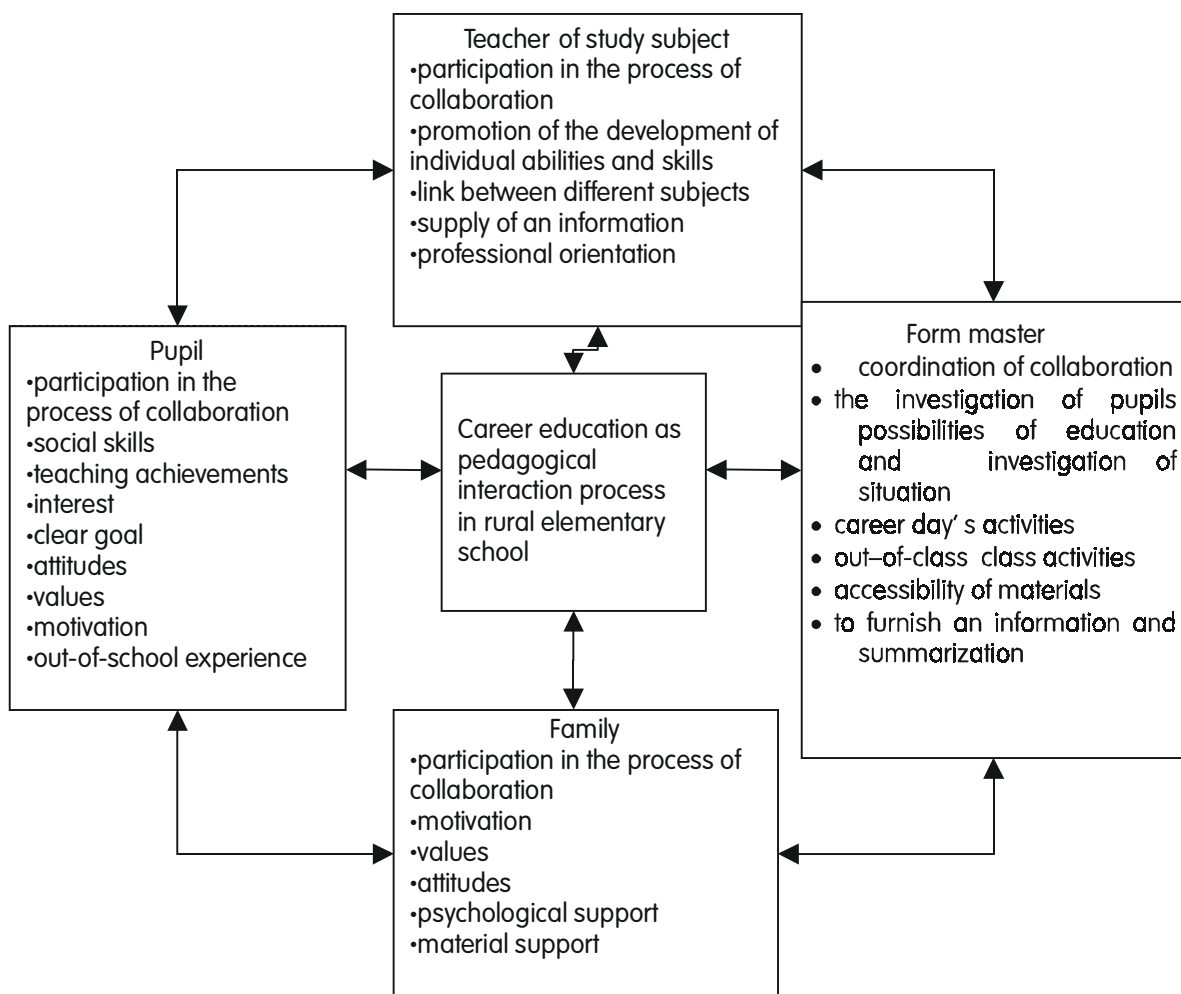 Teacher of study subject
•participation in the process of
collaboration
•promotion of the development of
individual abilities and skills
•link between different subjects
•supply of an information
•professional orientation
Pupil
•participation in the
process of collaboration
•social skills
•teaching achievements
•interest
•clear goal
•attitudes
•values
•motivation
•out-of-school experience
Career education as
pedagogical
interaction process
in rural elementary
school
Form master
• coordination of collaboration
• the investigation of pupils
possibilities of education
and investigation of
situation
• career day' s activities
• out–of-class class activities
• accessibility of materials
• to furnish an information and
summarization
Family
•participation in the process of
collaboration
•motivation
•values
•attitudes
•psychological support
•material support